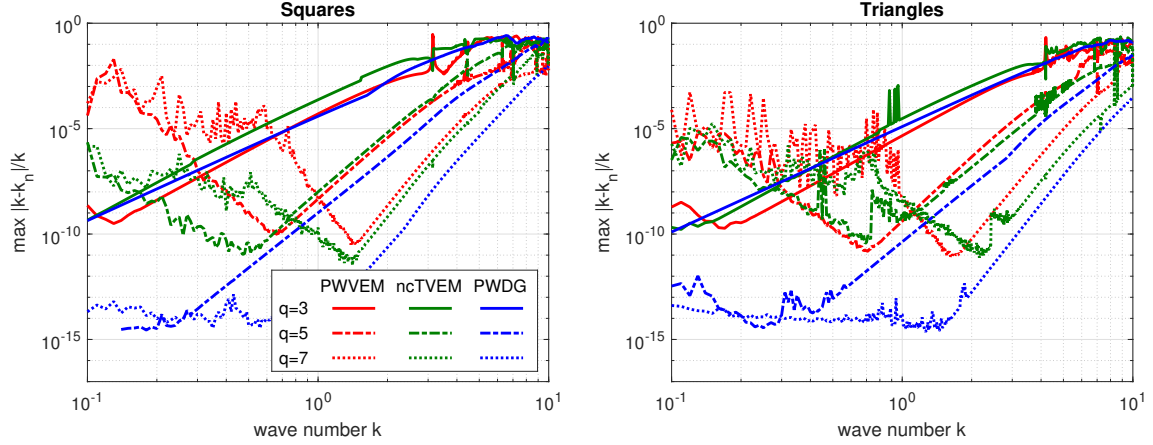 Squares
max |k-k_n|/k
10^0
10^-5
10^-10
10^-15
PWVEM ncTVEM PWDG
q=3
q=5
q=7
10^-1 10^0 10^1
wave number k
Triangles
max |k-k_n|/k
10^0
10^-5
10^-10
10^-15
10^-1 10^0 10^1
wave number k